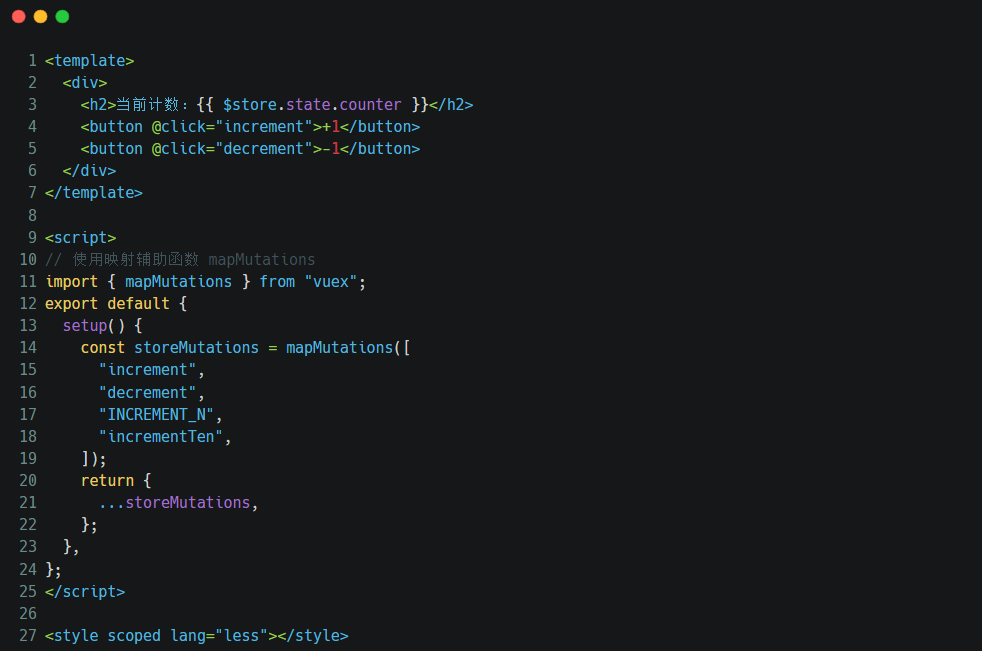 1 <template>
2   <div>
3     <h2>当前计数：{{ $store.state.counter }}</h2>
4     <button @click="increment">+1</button>
5     <button @click="decrement">-1</button>
6   </div>
7 </template>
8
9 <script>
10 // 使用映射辅助函数 mapMutations
11 import { mapMutations } from "vuex";
12 export default {
13   setup() {
14     const storeMutations = mapMutations([
15       "increment",
16       "decrement",
17       "INCREMENT_N",
18       "incrementTen",
19     ]);
20     return {
21       ...storeMutations,
22     };
23   },
24 };
25 </script>
26
27 <style scoped lang="less"></style>